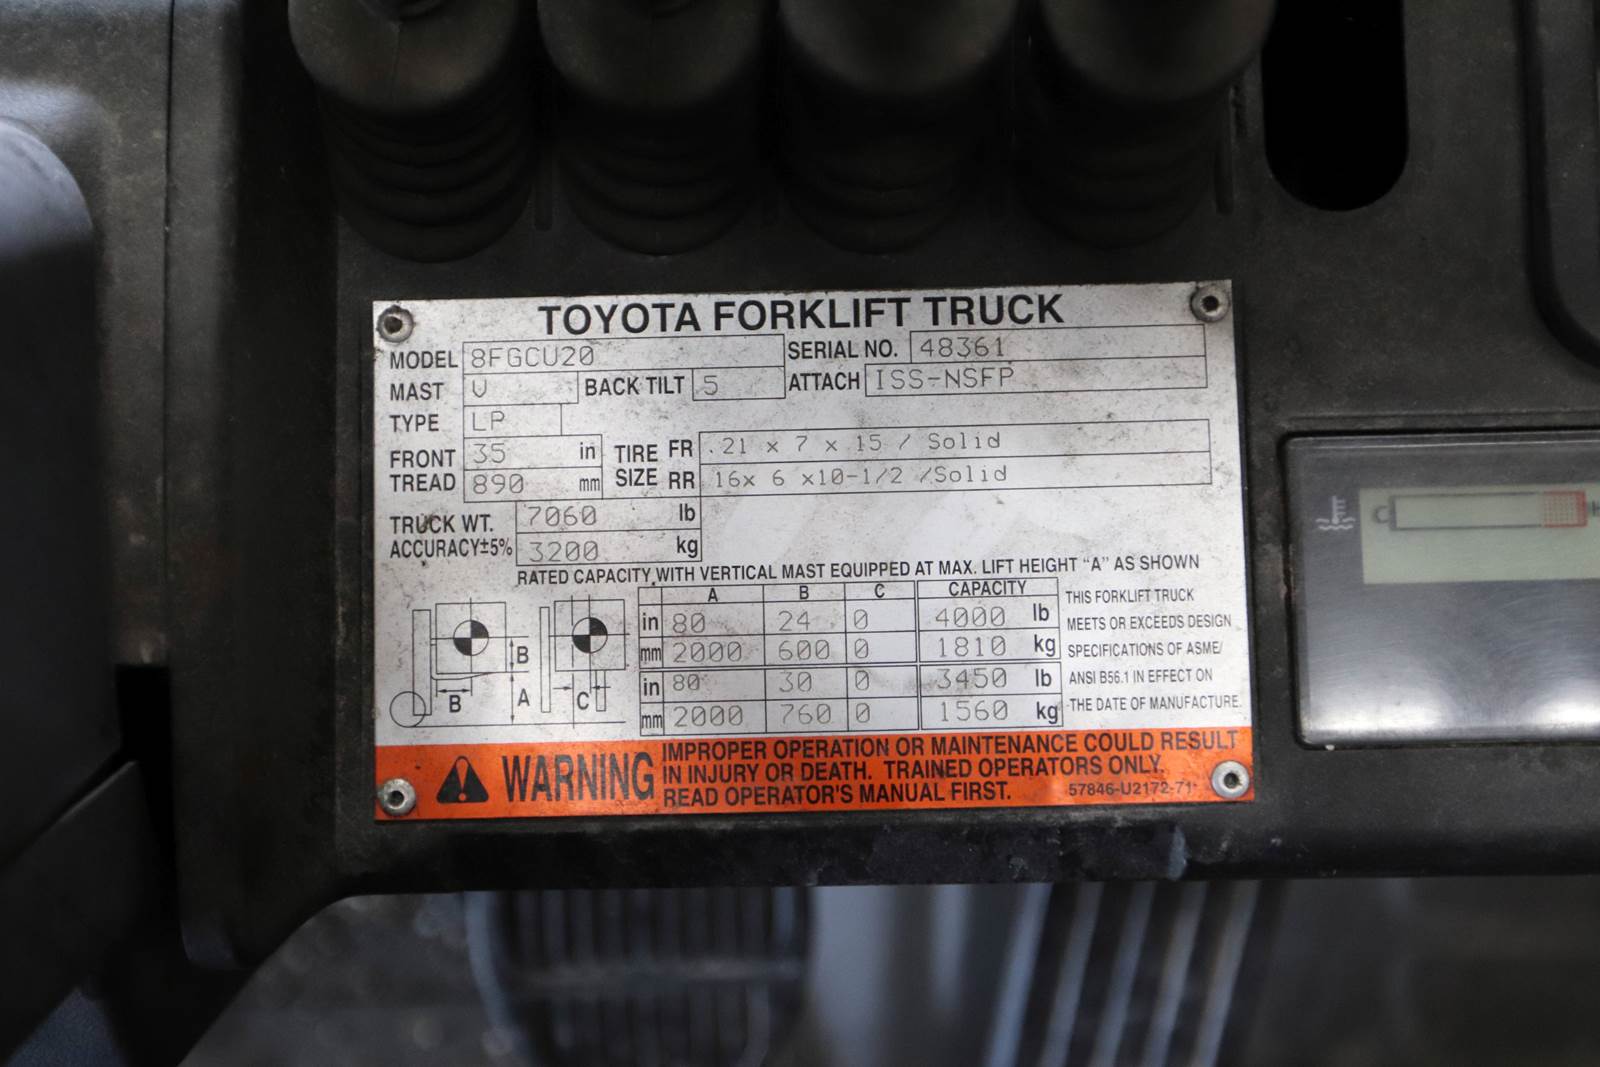 TOYOTA FORKLIFT TRUCK
MODEL 8FGCU20 SERIAL NO. 48361
MAST V BACK TILT 5 ATTACH ISS-NSFP
TYPE LP
FRONT TREAD 35 in TIRE SIZE FR .21 x 7 x 15 / Solid
890 mm RR 16x 6 x10-1/2 /Solid
TRUCK WT. 7060 lb
ACCURACY±5% 3200 kg
RATED CAPACITY WITH VERTICAL MAST EQUIPPED AT MAX. LIFT HEIGHT "A" AS SHOWN
A B C CAPACITY
in 80 24 0 4000 lb
mm 2000 600 0 1810 kg
in 80 30 0 3450 lb
mm 2000 760 0 1560 kg
B
B A C
THIS FORKLIFT TRUCK
MEETS OR EXCEEDS DESIGN
SPECIFICATIONS OF ASME/
ANSI B56.1 IN EFFECT ON
THE DATE OF MANUFACTURE.
WARNING
IMPROPER OPERATION OR MAINTENANCE COULD RESULT
IN INJURY OR DEATH. TRAINED OPERATORS ONLY.
READ OPERATOR'S MANUAL FIRST. 57846-U2172-71
C H